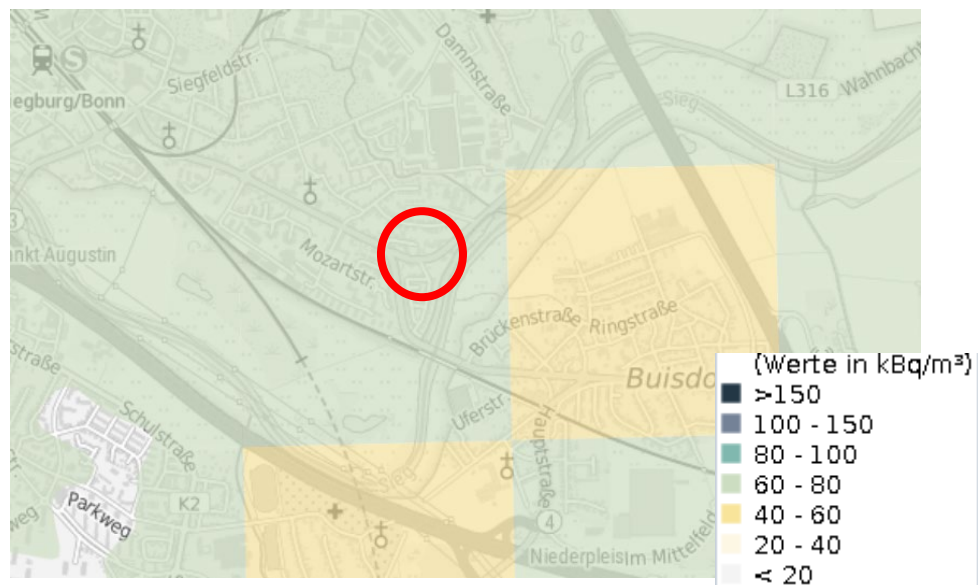 S
Siegfeldstr.
Dammstraße
egburg/Bonn
L316
Wahnbach
Sieg
3
nkt Augustin
Mozartstr.
Brückenstraße
Ringstraße
Buisdo
(Werte in kBq/m³)
>150
100 - 150
80 - 100
60 - 80
40 - 60
20 - 40
< 20
straße
Schulstraße
Uferstr.
Hauptstraße
Sieg
K2
Parkweg
weg
4
Niederpleis
Im Mittelfeld